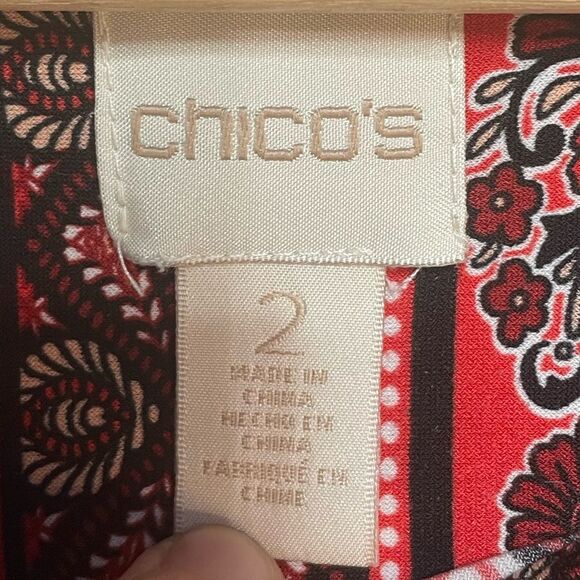 chico's
2
MADE IN
CHINA
HECHO EN
CHINA
FABRIQUÉ EN
CHINE